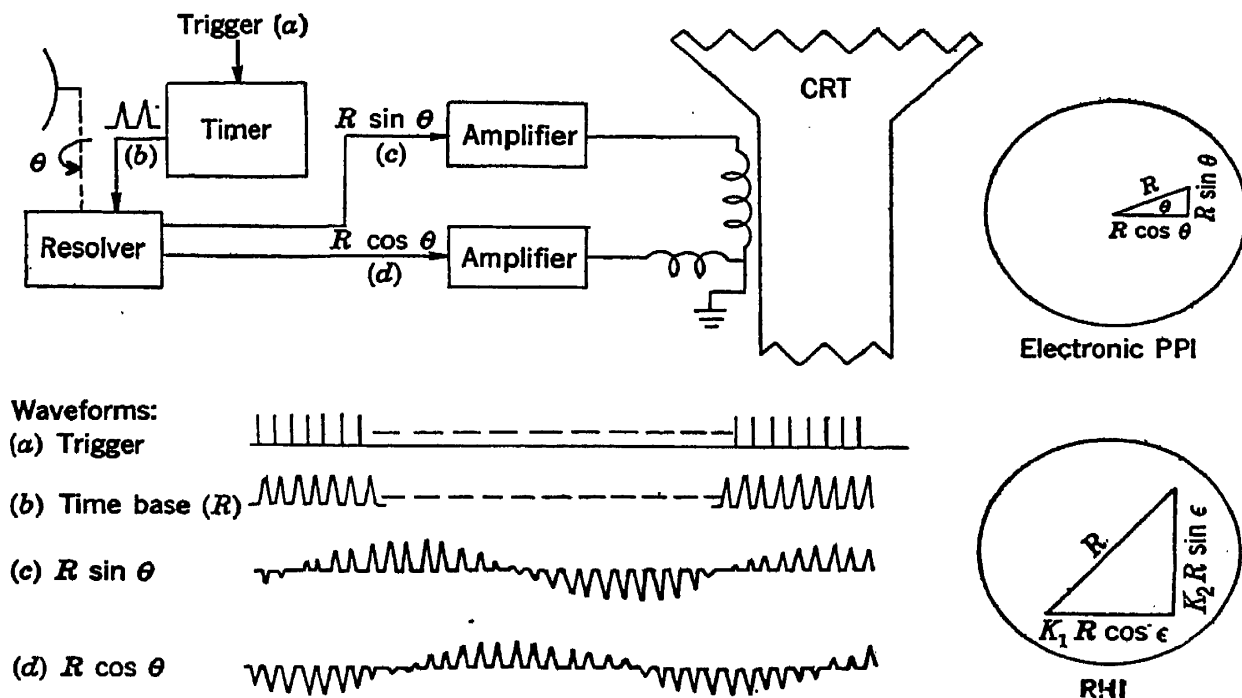 Trigger (a)
Timer
(b)
θ
Resolver
R sin θ
(c)
Amplifier
R cos θ
(d)
Amplifier
CRT
R
θ
R sin θ
R cos θ
Electronic PPI
Waveforms:
(a) Trigger
(b) Time base (R)
(c) R sin θ
(d) R cos θ
R
K₂ R sin ϵ
K₁ R cos ϵ
RHI